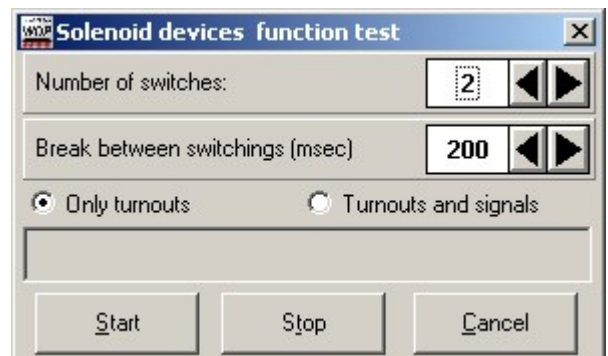 WDP Solenoid devices function test
Number of switches: 2
Break between switchings (msec) 200
Only turnouts Turnouts and signals
Start Stop Cancel